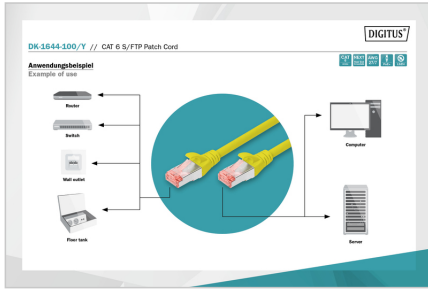 DIGITUS®
DK-1644-100/Y // CAT 6 S/FTP Patch Cord
Anwendungsbeispiel
Example of use
Router
Switch
Wall outlet
Floor tank
Computer
Server